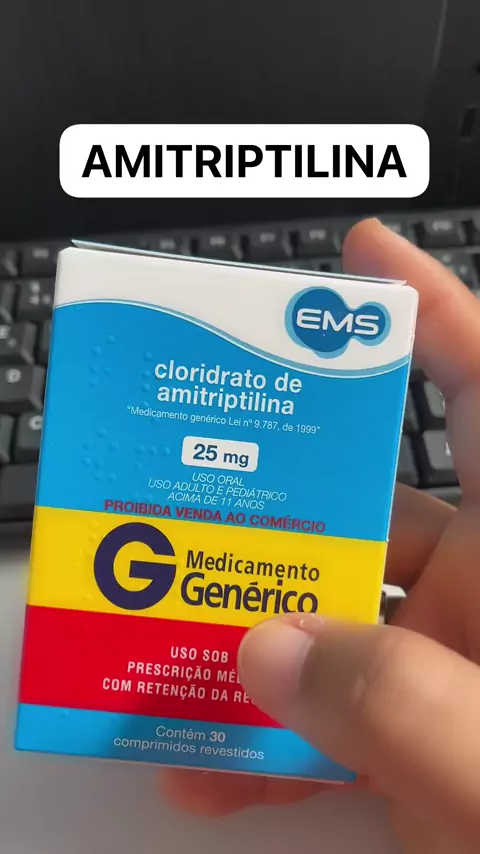 AMITRIPTILINA
EMS
cloridrato de
amitriptilina
"Medicamento genérico Lei nº 9.787, de 1999"
25 mg
USO ORAL
USO ADULTO E PEDIÁTRICO
ACIMA DE 11 ANOS
PROIBIDA VENDA AO COMÉRCIO
G Medicamento
Genérico
USO SOB
PRESCRIÇÃO MÉD
COM RETENÇÃO DA RE
Contém 30
comprimidos revestidos